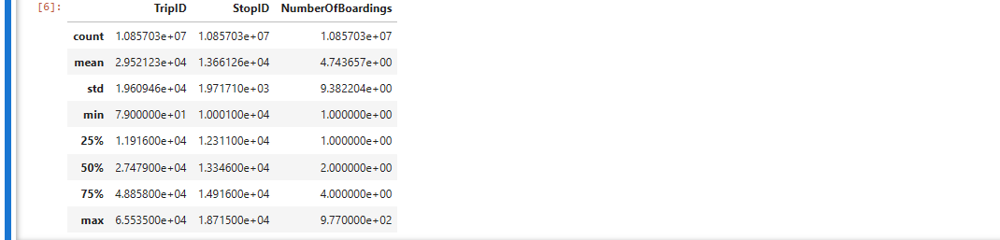 [6]: TripID StopID NumberOfBoardings
count 1.085703e+07 1.085703e+07 1.085703e+07
mean 2.952123e+04 1.366126e+04 4.743657e+00
std 1.960946e+04 1.971710e+03 9.382204e+00
min 7.900000e+01 1.000100e+04 1.000000e+00
25% 1.191600e+04 1.231100e+04 1.000000e+00
50% 2.747900e+04 1.334600e+04 2.000000e+00
75% 4.885800e+04 1.491600e+04 4.000000e+00
max 6.553500e+04 1.871500e+04 9.770000e+02